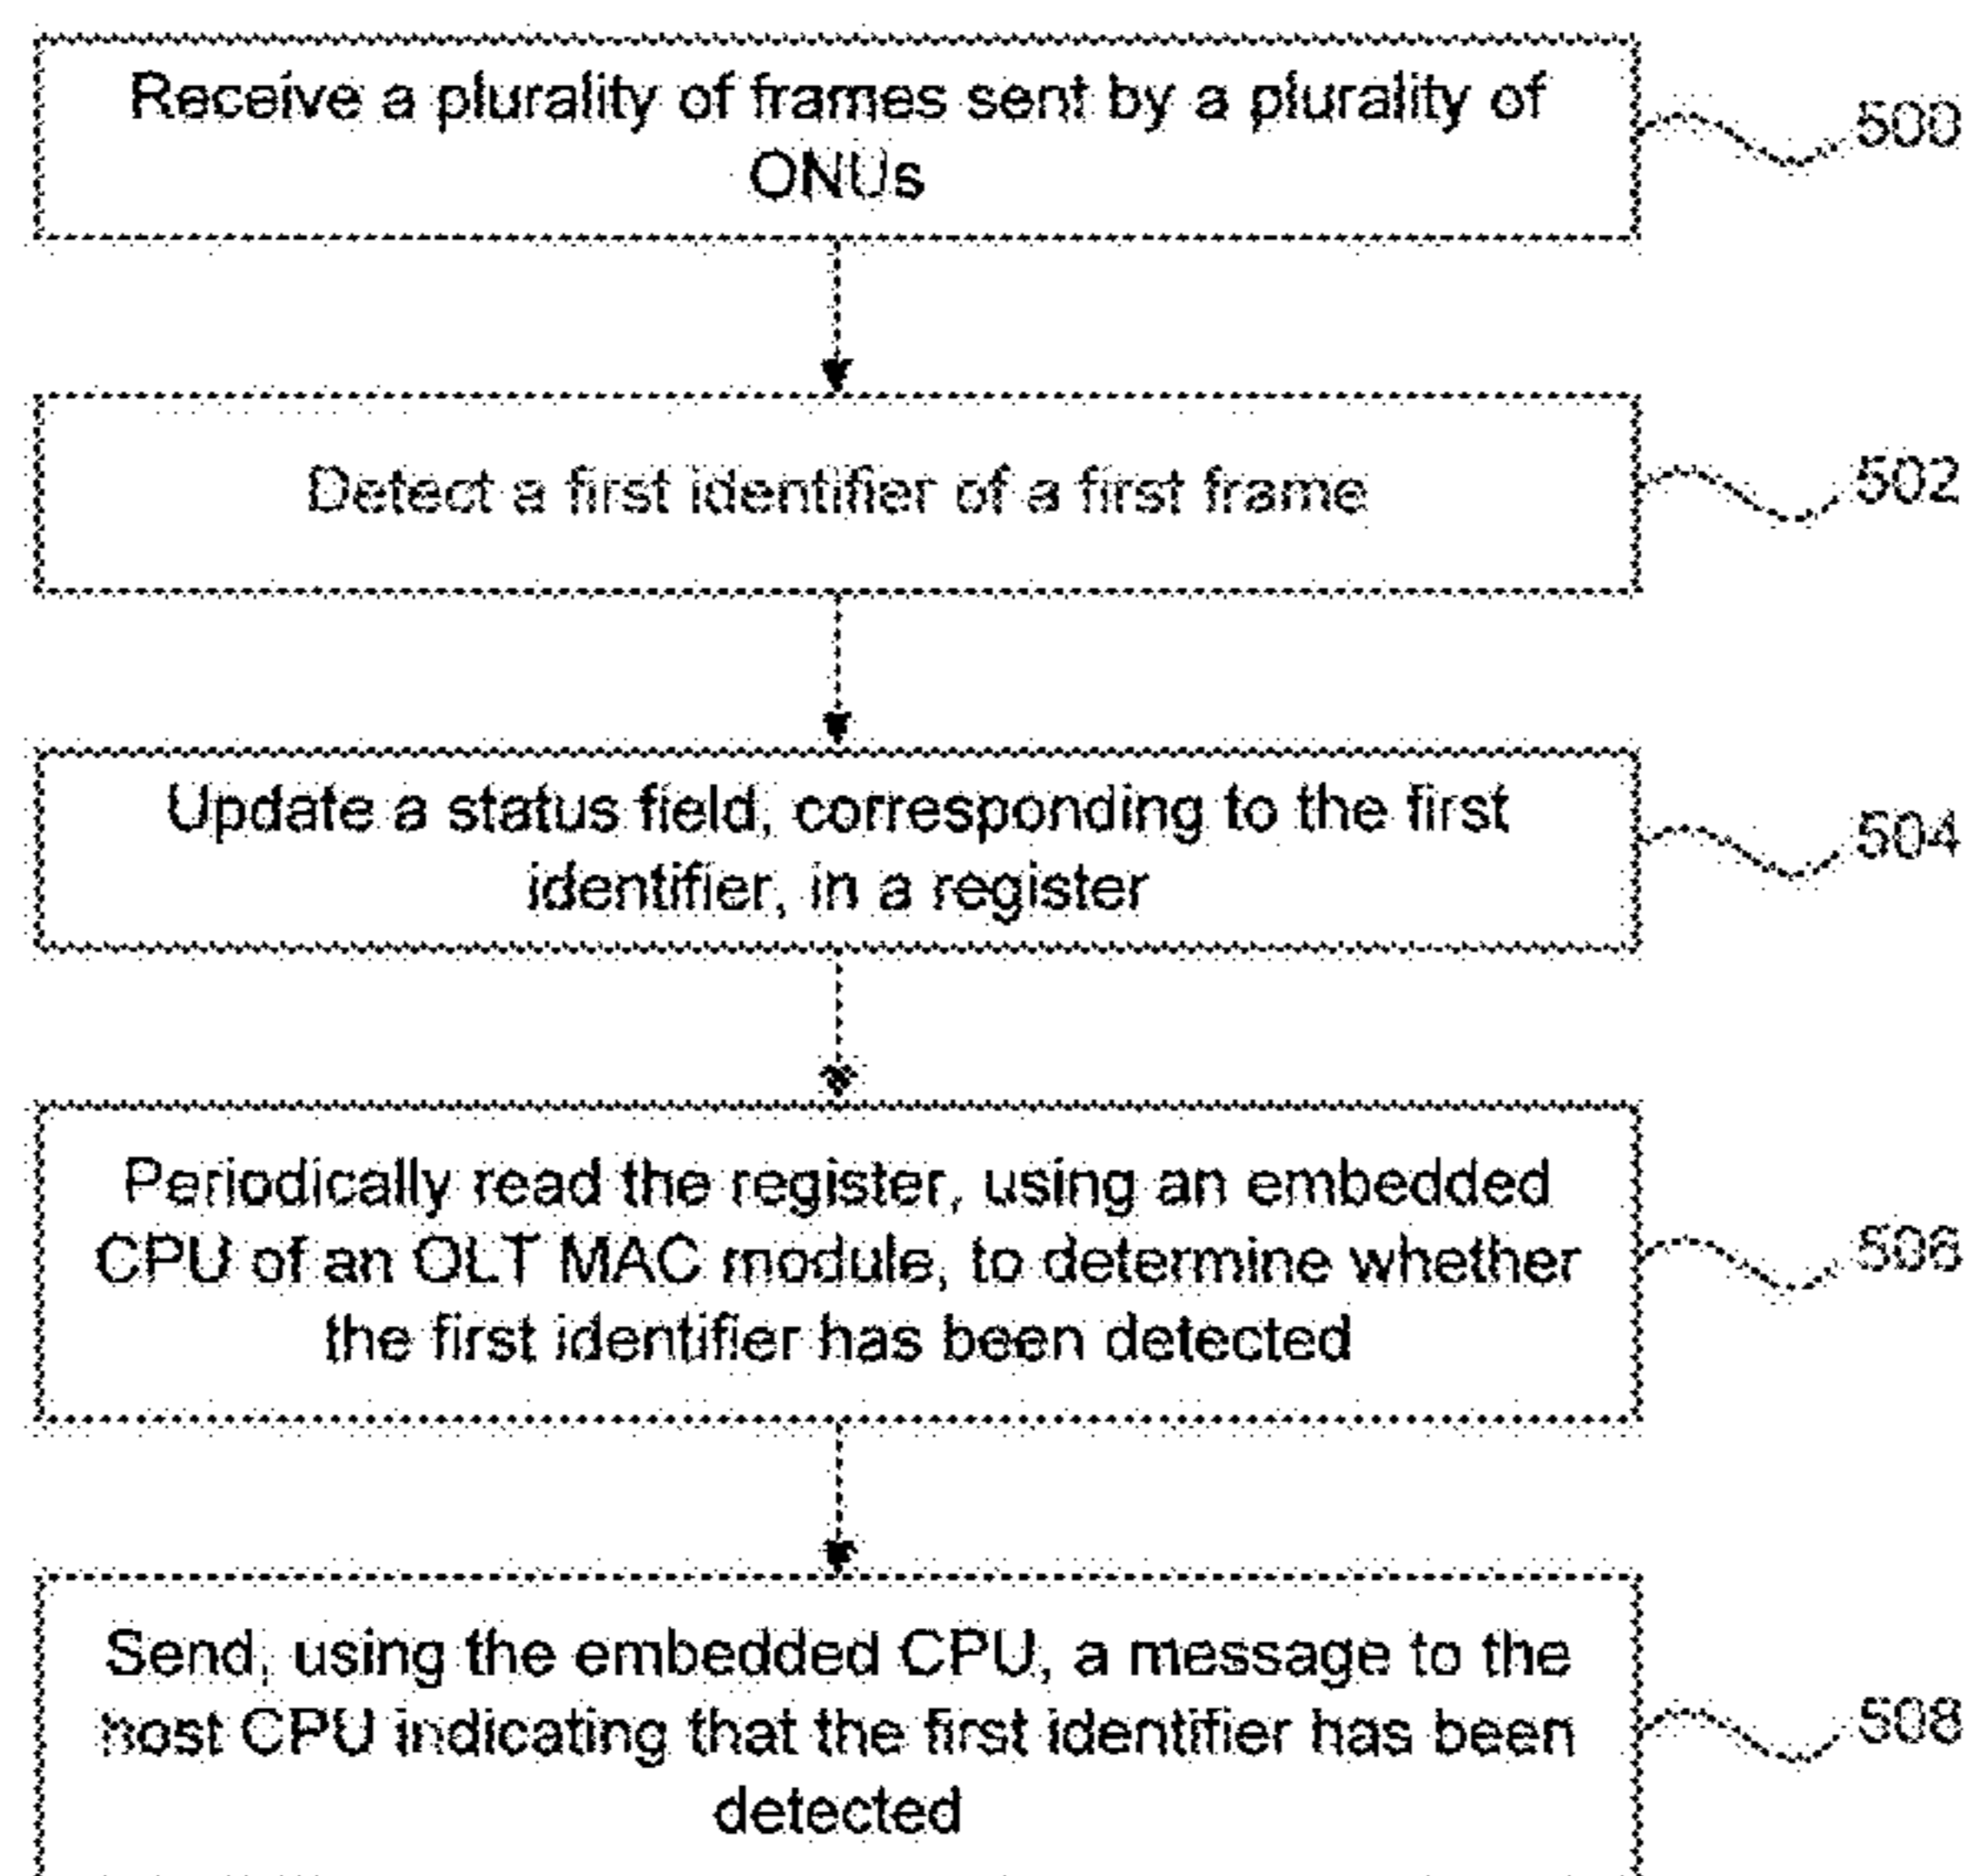 Receive a plurality of frames sent by a plurality of
ONUs
500
Detect a first identifier of a first frame
502
Update a status field, corresponding to the first
identifier, in a register
504
Periodically read the register, using an embedded
CPU of an OLT MAC module, to determine whether
the first identifier has been detected
506
Send, using the embedded CPU, a message to the
host CPU indicating that the first identifier has been
detected
508